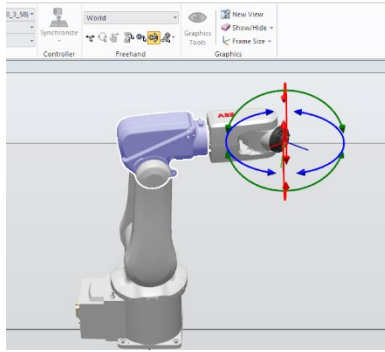 World
Synchronize
Controller
Freehand
Graphics
Tools
New View
Show/Hide
Frame Size
Graphics
ABB